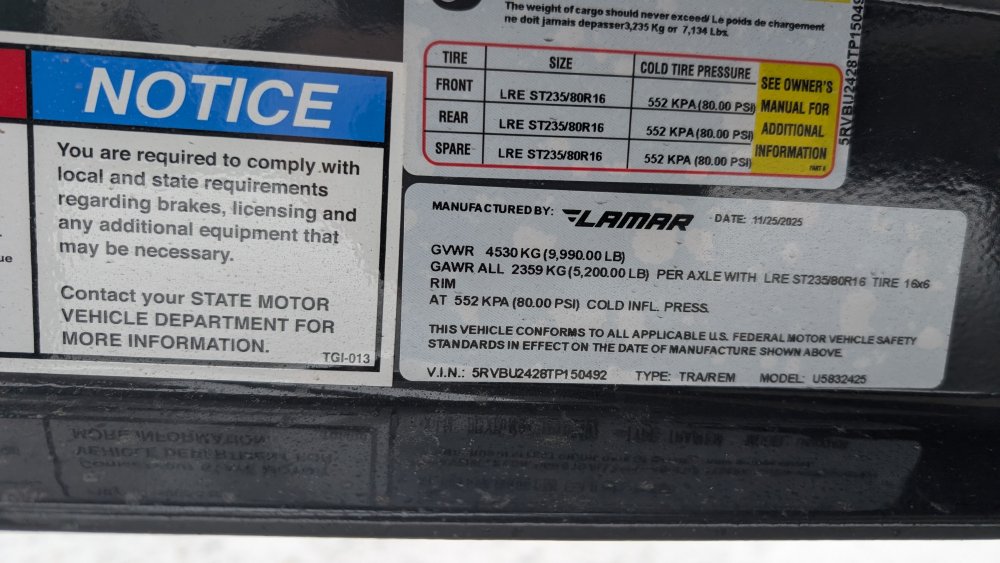 The weight of cargo should never exceed/ Le poids de chargement
ne doit jamais depasser3,235 Kg or 7,134 Lbs.
TIRE SIZE COLD TIRE PRESSURE
FRONT LRE ST235/80R16 552 KPA (80.00 PSI)
REAR LRE ST235/80R16 552 KPA (80.00 PSI)
SPARE LRE ST235/80R16 552 KPA (80.00 PSI)
SEE OWNER'S
MANUAL FOR
ADDITIONAL
INFORMATION
5RVBU2428TP150492
NOTICE
You are required to comply with
local and state requirements
regarding brakes, licensing and
any additional equipment that
may be necessary.
Contact your STATE MOTOR
VEHICLE DEPARTMENT FOR
MORE INFORMATION.
TGI-013
ue
MANUFACTURED BY: LAMAR DATE: 11/25/2025
GVWR 4530 KG (9,990.00 LB)
GAWR ALL 2359 KG (5,200.00 LB) PER AXLE WITH LRE ST235/80R16 TIRE 16x6
RIM
AT 552 KPA (80.00 PSI) COLD INFL. PRESS.
THIS VEHICLE CONFORMS TO ALL APPLICABLE U.S. FEDERAL MOTOR VEHICLE SAFETY
STANDARDS IN EFFECT ON THE DATE OF MANUFACTURE SHOWN ABOVE.
V.I.N.: 5RVBU2428TP150492 TYPE: TRA/REM MODEL: U5832425